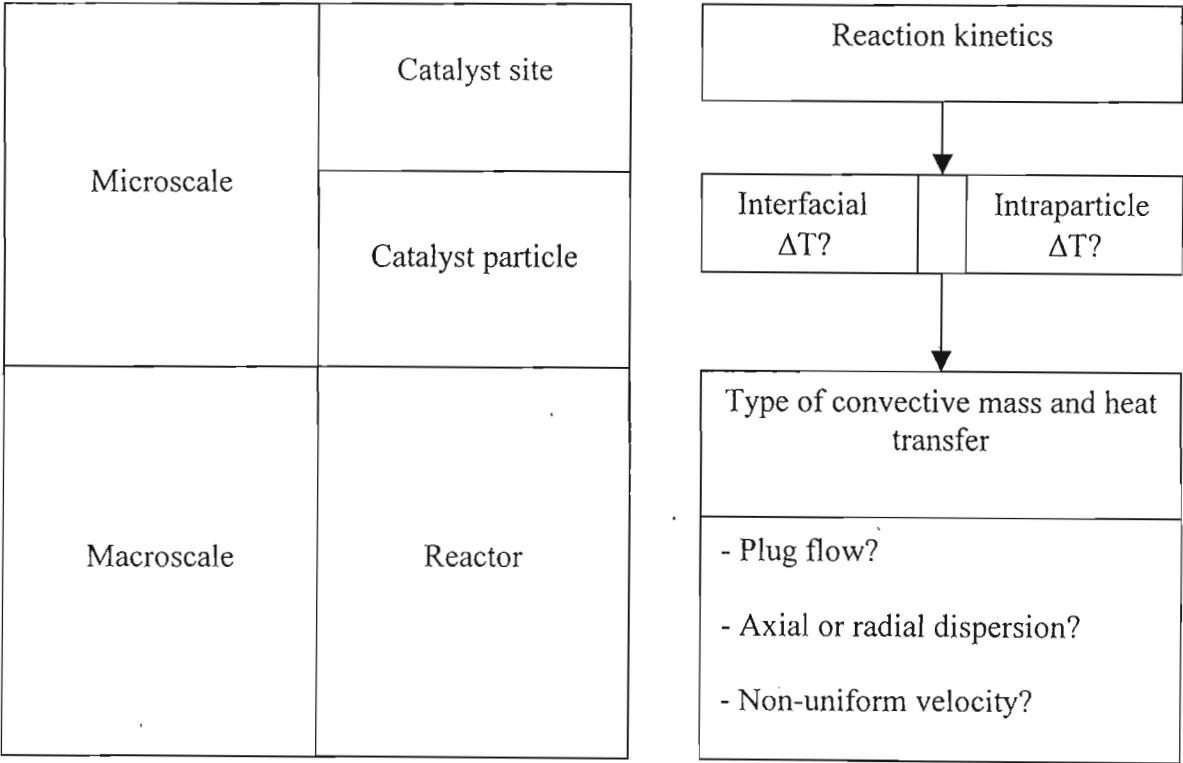 Microscale
Catalyst site
Catalyst particle
Macroscale
Reactor
Reaction kinetics
Interfacial
ΔT?
Intraparticle
ΔT?
Type of convective mass and heat
transfer
- Plug flow?
- Axial or radial dispersion?
- Non-uniform velocity?